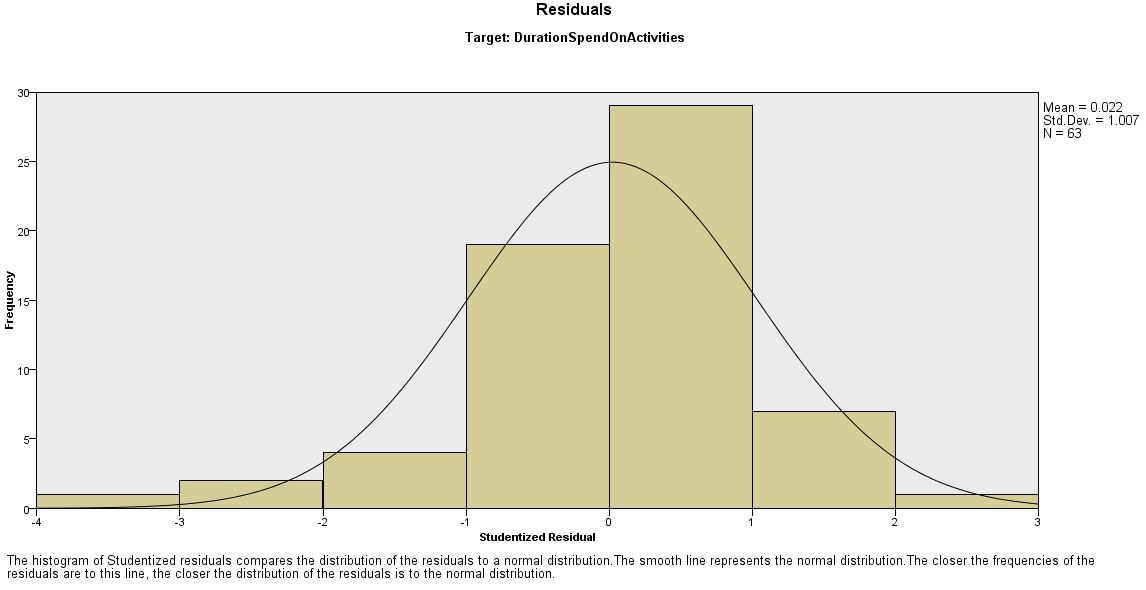 Residuals
Target: DurationSpendOnActivities
30
25
20
15
10
5
0
Frequency
Mean = 0.022
Std.Dev. = 1.007
N = 63
-4
-3
-2
-1
0
1
2
3
Studentized Residual
The histogram of Studentized residuals compares the distribution of the residuals to a normal distribution.The smooth line represents the normal distribution.The closer the frequencies of the
residuals are to this line, the closer the distribution of the residuals is to the normal distribution.